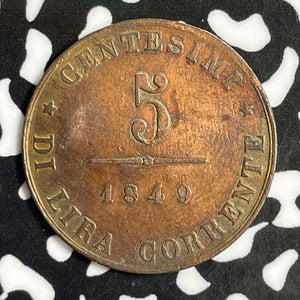 CENTESIMI
5
1849
DI LIRA CORRENTE